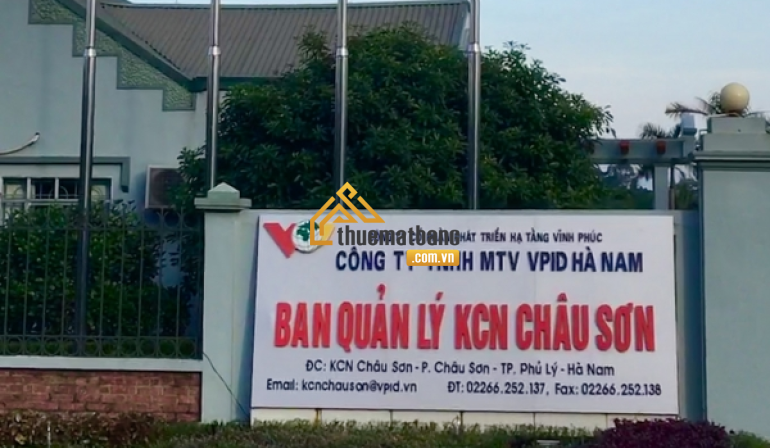 PHÁT TRIỂN HẠ TẦNG VĨNH PHÚC
thuematbang
.com.vn
CÔNG TY TNHH MTV VPID HÀ NAM
BAN QUẢN LÝ KCN CHÂU SƠN
ĐC: KCN Châu Sơn - P. Châu Sơn - TP. Phủ Lý - Hà Nam
Email: kcnchauson@vpid.vn ĐT: 02266.252.137, Fax: 02266.252.138